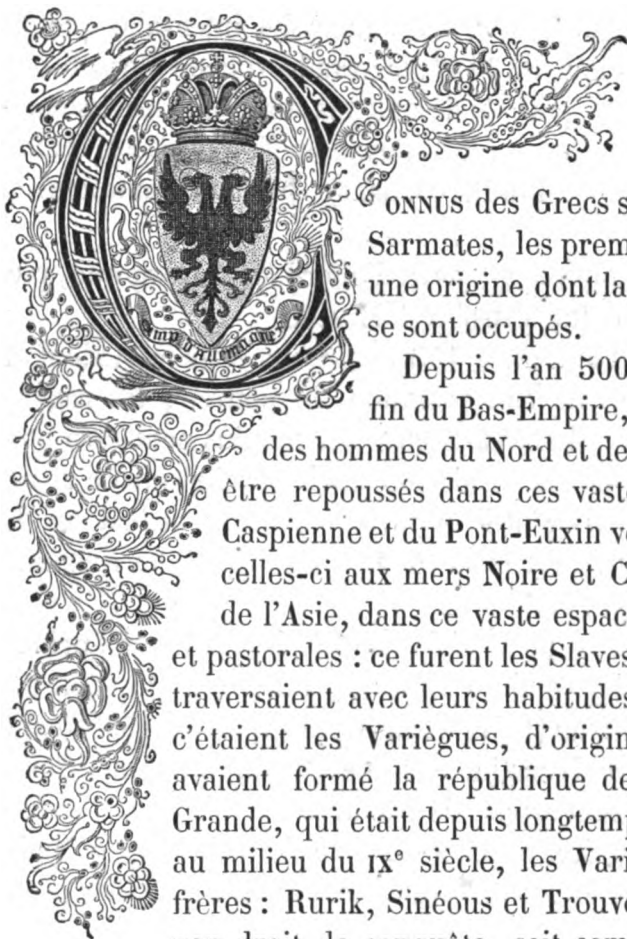 Emp. d'Allemagne
CONNUS des Grecs s
Sarmates, les prem
une origine dont la
se sont occupés.
Depuis l'an 500
fin du Bas-Empire,
des hommes du Nord et de
être repoussés dans ces vast
Caspienne et du Pont-Euxin v
celles-ci aux mers Noire et C
de l'Asie, dans ce vaste espac
et pastorales : ce furent les Slaves
traversaient avec leurs habitudes
c'étaient les Variègues, d'origin
avaient formé la république de
Grande, qui était depuis longtemp
au milieu du IXe siècle, les Vari
frères : Rurik, Sinéous et Trouv